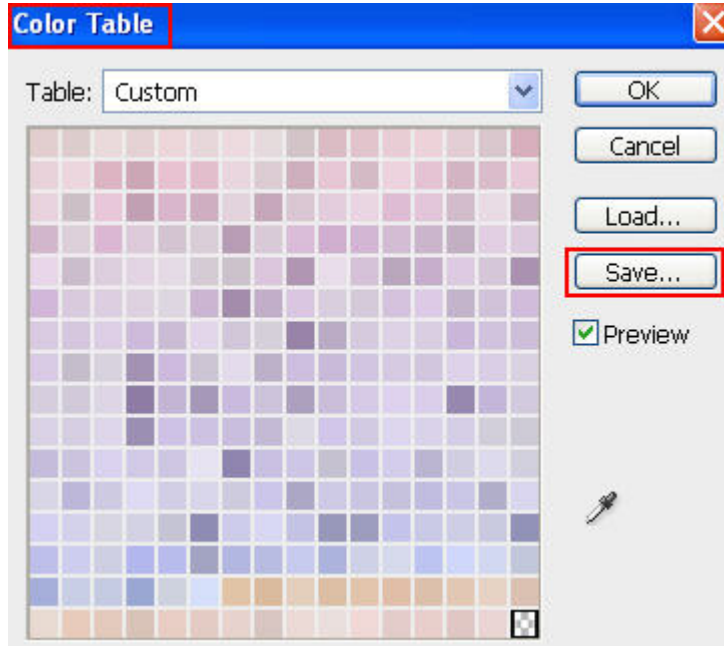 Color Table
Table: Custom
OK
Cancel
Load...
Save...
Preview